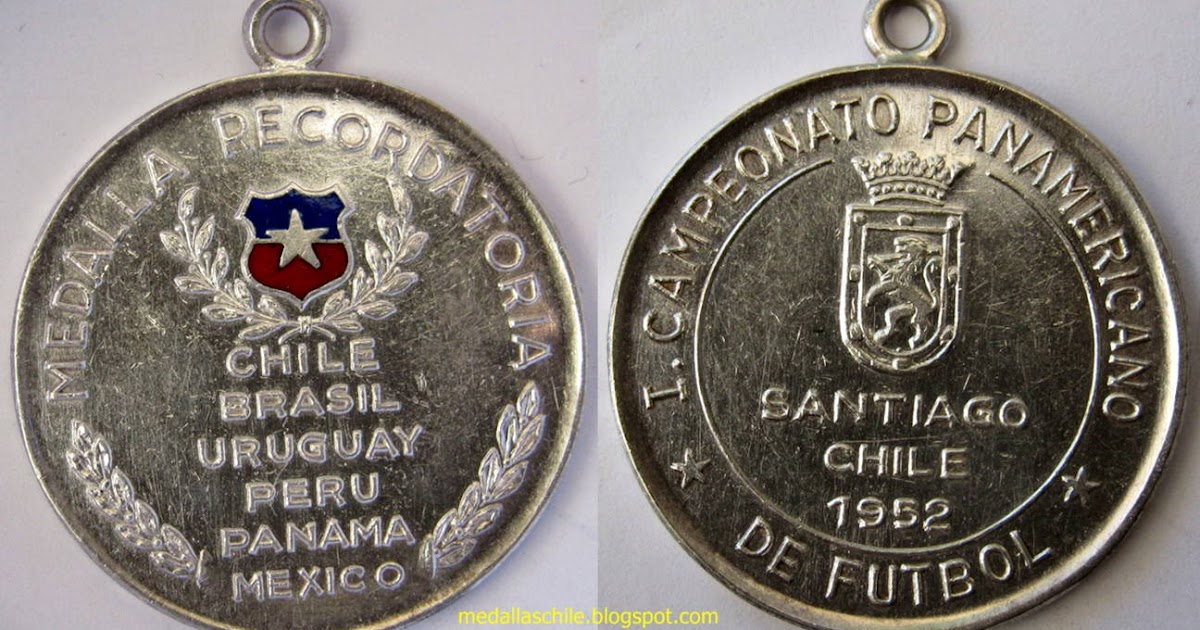 MEDALLA RECORDATORIA
CHILE
BRASIL
URUGUAY
PERU
PANAMA
MEXICO
I. CAMPEONATO PANAMERICANO
SANTIAGO
CHILE
1952
DE FUTBOL
medallaschile.blogspot.com